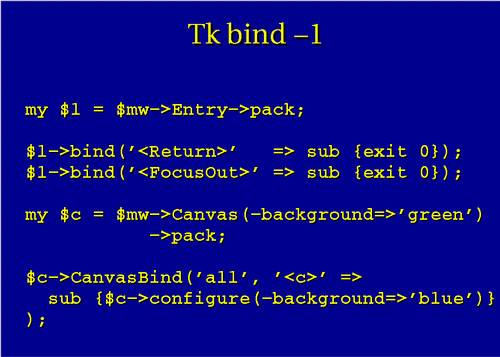 Tk bind –1
my $l = $mw->Entry->pack;
$l->bind('<Return>'   => sub {exit 0});
$l->bind('<FocusOut>' => sub {exit 0});
my $c = $mw->Canvas(-background=>'green')
->pack;
$c->CanvasBind('all', '<c>' =>
sub {$c->configure(-background=>'blue')}
);